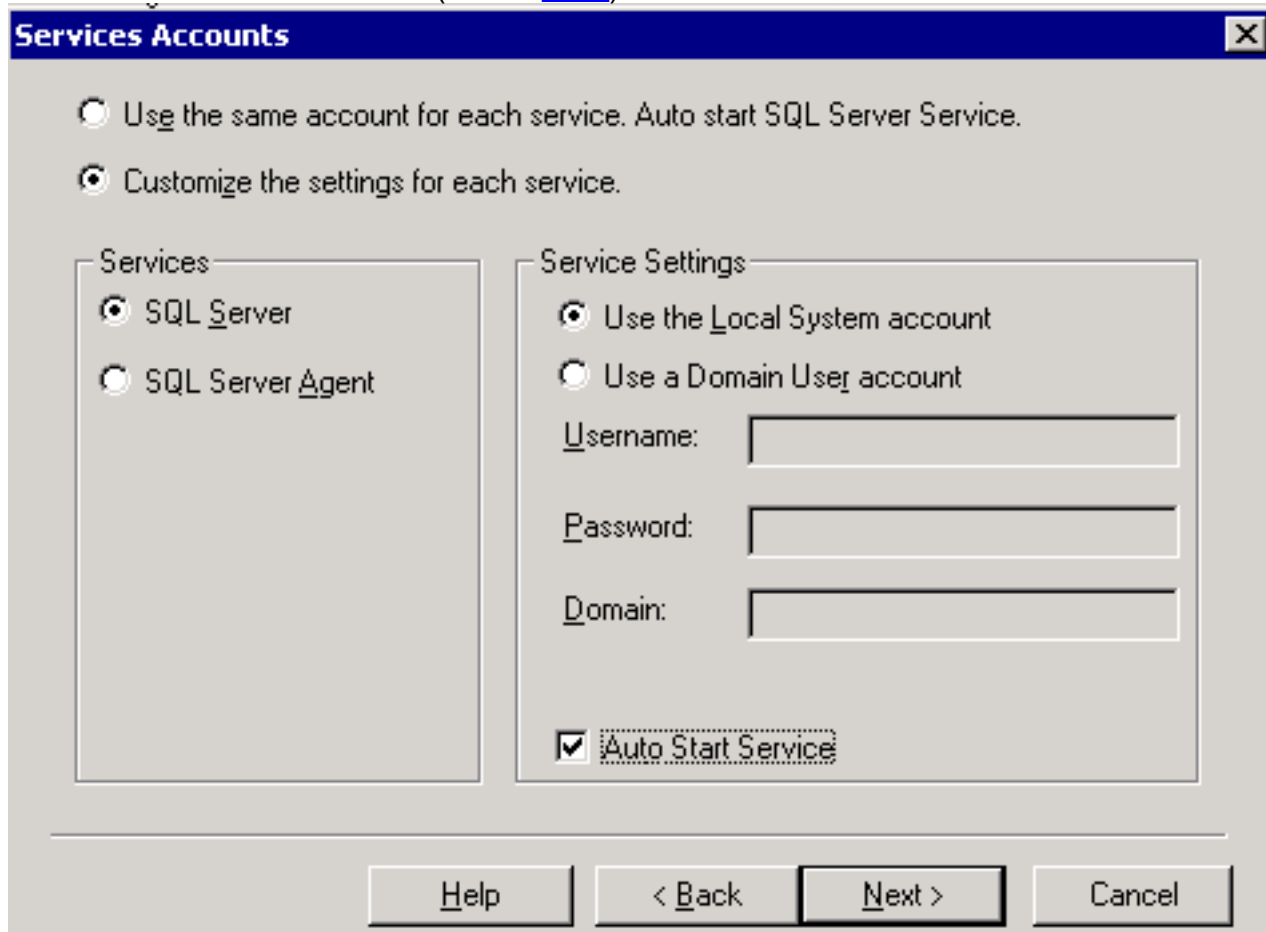 Services Accounts
Use the same account for each service. Auto start SQL Server Service.
Customize the settings for each service.
Services
SQL Server
SQL Server Agent
Service Settings
Use the Local System account
Use a Domain User account
Username:
Password:
Domain:
Auto Start Service
Help
< Back
Next >
Cancel